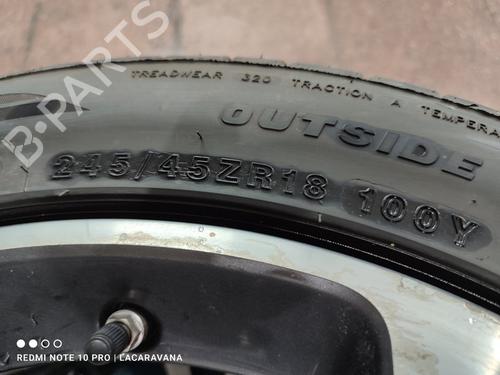 TREADWEAR 320 TRACTION A TEMPERA
OUTSIDE
245/45ZR18 100Y
B-PARTS
REDMI NOTE 10 PRO | LACARAVANA